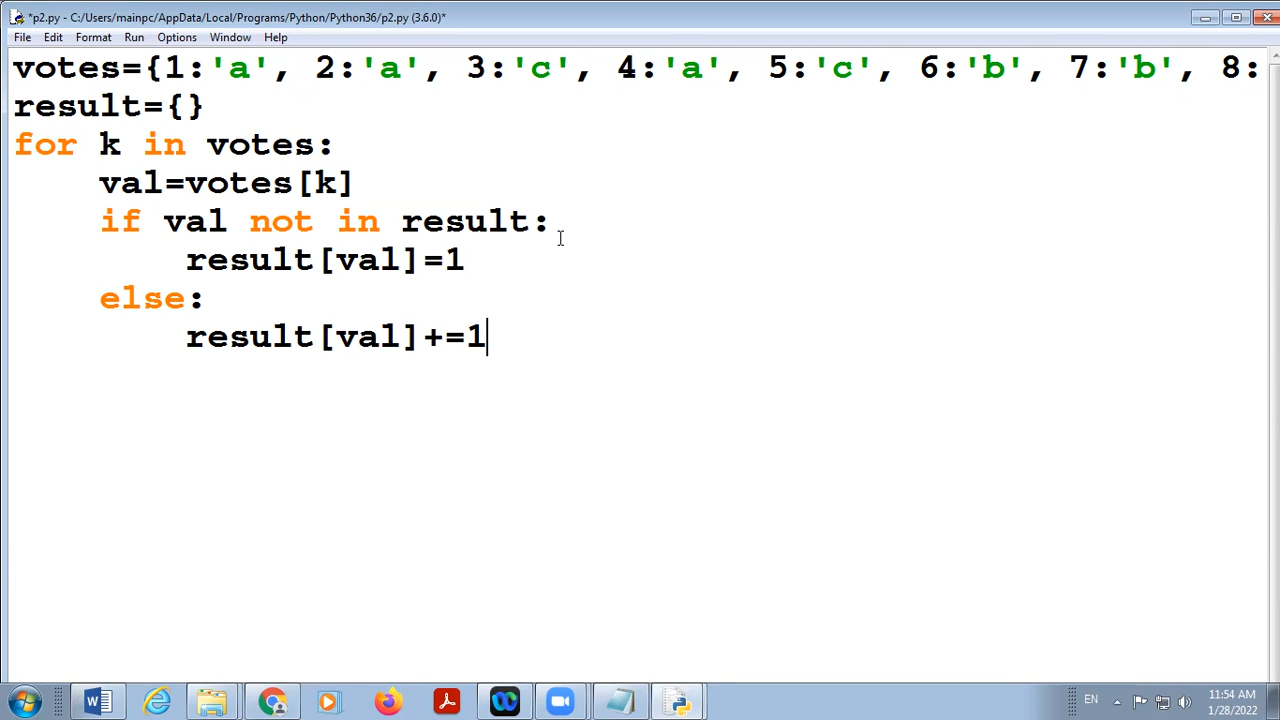 *p2.py - C:/Users/mainpc/AppData/Local/Programs/Python/Python36/p2.py (3.6.0)*
File Edit Format Run Options Window Help
votes={1:'a', 2:'a', 3:'c', 4:'a', 5:'c', 6:'b', 7:'b', 8:
result={}
for k in votes:
    val=votes[k]
    if val not in result:
        result[val]=1
    else:
        result[val]+=1
EN
11:54 AM
1/28/2022